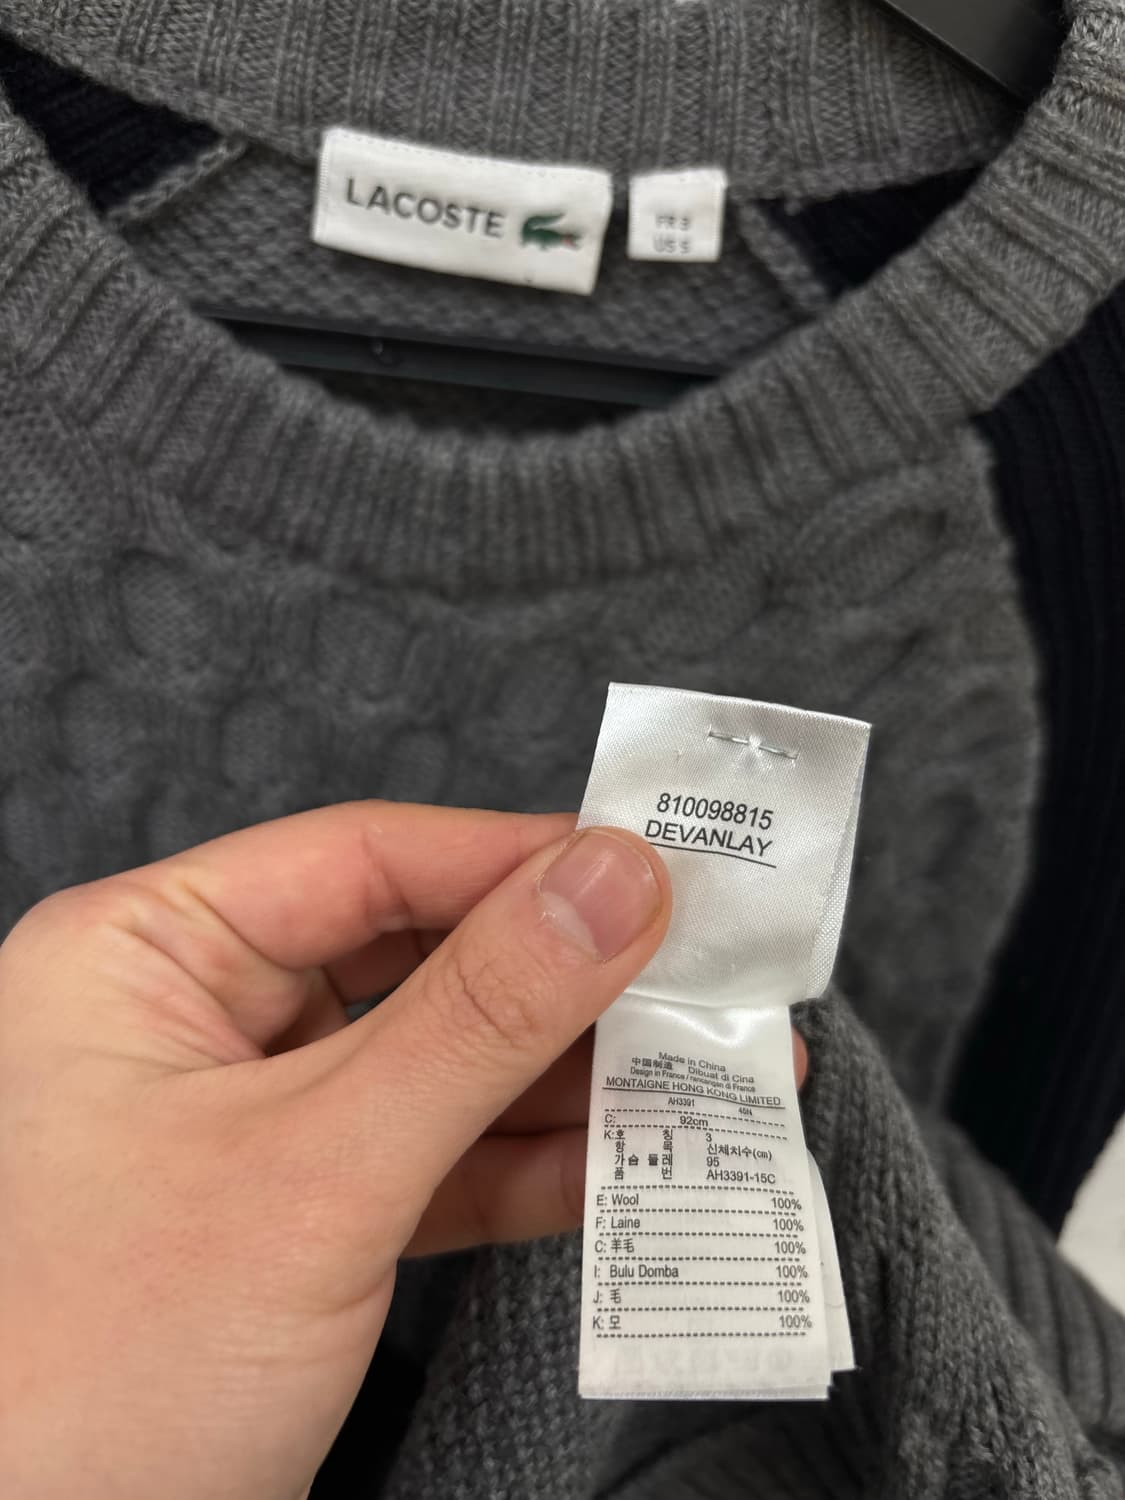 LACOSTE
FR 3
US S
810098815
DEVANLAY
Made in China
中国制造 Dibuat di Cina
Design in France / rancangan di France
MONTAIGNE HONG KONG LIMITED
AH3391 45N
C: 92cm
K:호 칭 3
항 목 신체치수(cm)
가슴 둘레 95
품 번 AH3391-15C
E: Wool 100%
F: Laine 100%
C: 羊毛 100%
I: Bulu Domba 100%
J: 毛 100%
K: 모 100%